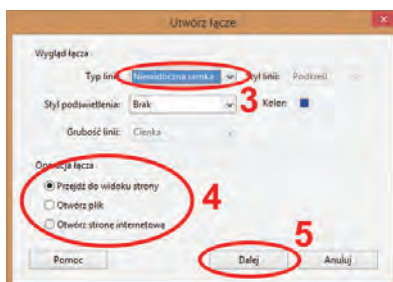 Utwórz łącze
Wygląd łącza
Typ linii: Niewidoczna ramka Styl linii: Podkreśl
3
Styl podświetlenia: Brak Kolor:
Grubość linii: Cienka
Operacja łącza
Przejdź do widoku strony
4
Otwórz plik
Otwórz stronę internetową
5
Pomoc Dalej Anuluj